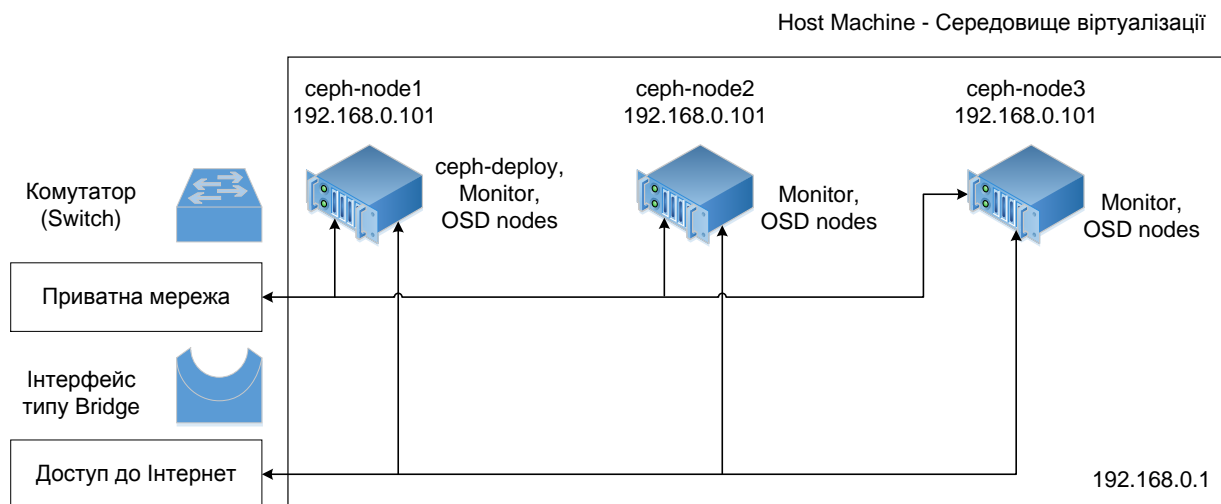 Host Machine - Середовище віртуалізації
ceph-node1
192.168.0.101
ceph-node2
192.168.0.101
ceph-node3
192.168.0.101
Комутатор
(Switch)
ceph-deploy,
Monitor,
OSD nodes
Monitor,
OSD nodes
Monitor,
OSD nodes
Приватна мережа
Інтерфейс
типу Bridge
Доступ до Інтернет
192.168.0.1